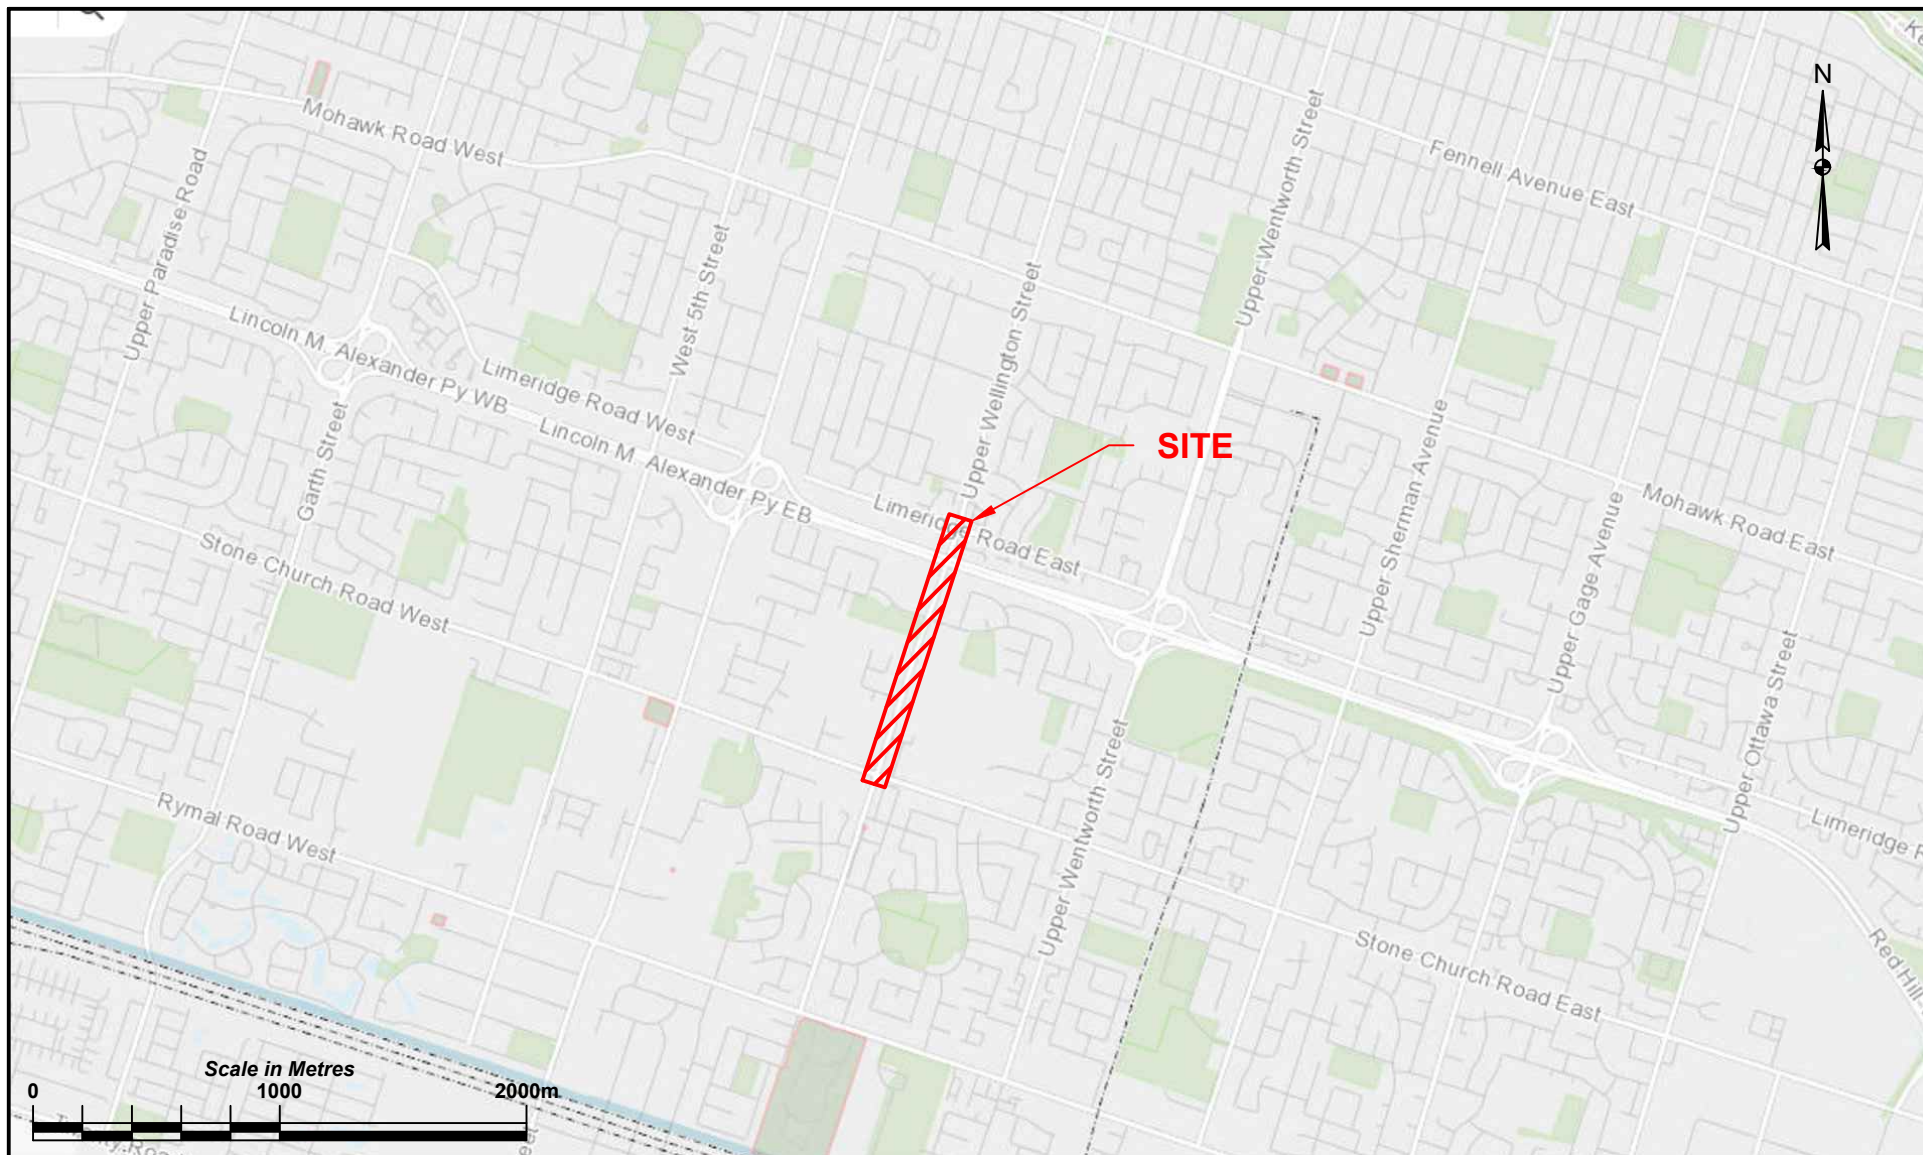 N
Mohawk Road West
Fennell Avenue East
Upper Wentworth Street
Upper Paradise Road
West 5th Street
Upper Wellington Street
Lincoln M. Alexander Py WB
Limeridge Road West
Lincoln M. Alexander Py EB
SITE
Garth Street
Limeridge Road East
Upper Sherman Avenue
Mohawk Road East
Upper Gage Avenue
Stone Church Road West
Upper Ottawa Street
Upper Wentworth Street
Rymal Road West
Limeridge R
Stone Church Road East
Red Hill
Scale in Metres
0 1000 2000m